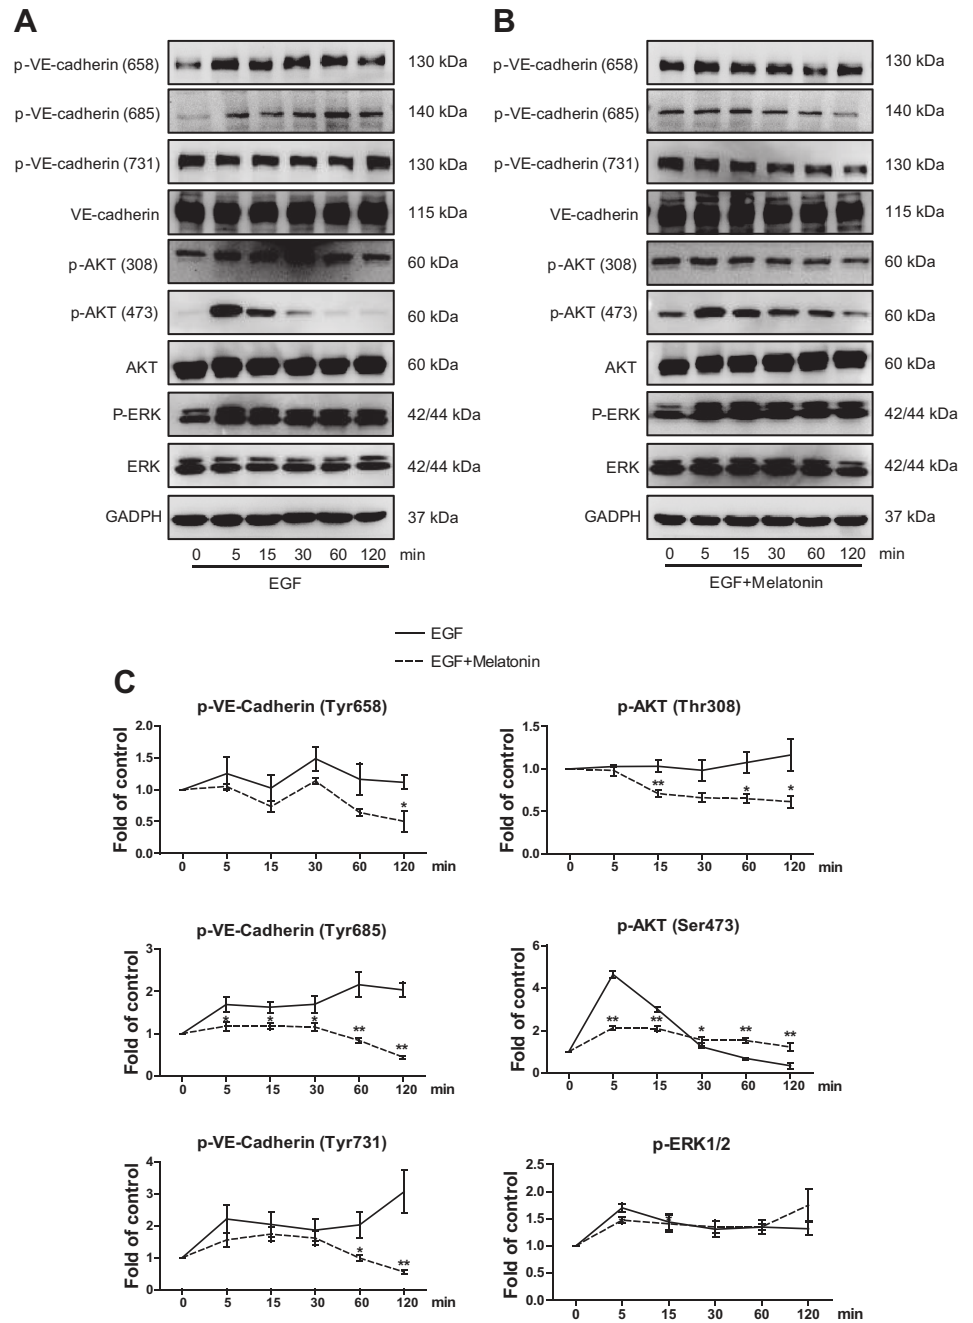 A
p-VE-cadherin (658) 130 kDa
p-VE-cadherin (685) 140 kDa
p-VE-cadherin (731) 130 kDa
VE-cadherin 115 kDa
p-AKT (308) 60 kDa
p-AKT (473) 60 kDa
AKT 60 kDa
P-ERK 42/44 kDa
ERK 42/44 kDa
GADPH 37 kDa
0 5 15 30 60 120 min
EGF
B
p-VE-cadherin (658) 130 kDa
p-VE-cadherin (685) 140 kDa
p-VE-cadherin (731) 130 kDa
VE-cadherin 115 kDa
p-AKT (308) 60 kDa
p-AKT (473) 60 kDa
AKT 60 kDa
P-ERK 42/44 kDa
ERK 42/44 kDa
GADPH 37 kDa
0 5 15 30 60 120 min
EGF+Melatonin
EGF
EGF+Melatonin
C
p-VE-Cadherin (Tyr658)
Fold of control
2.0
1.5
1.0
0.5
0.0
*
0 5 15 30 60 120 min
p-AKT (Thr308)
Fold of control
1.5
1.0
0.5
0.0
** * *
0 5 15 30 60 120 min
p-VE-Cadherin (Tyr685)
Fold of control
3
2
1
0
* * * ** **
0 5 15 30 60 120 min
p-AKT (Ser473)
Fold of control
6
4
2
0
** ** * ** **
0 5 15 30 60 120 min
p-VE-Cadherin (Tyr731)
Fold of control
4
3
2
1
0
* **
0 5 15 30 60 120 min
p-ERK1/2
Fold of control
2.5
2.0
1.5
1.0
0.5
0.0
0 5 15 30 60 120 min